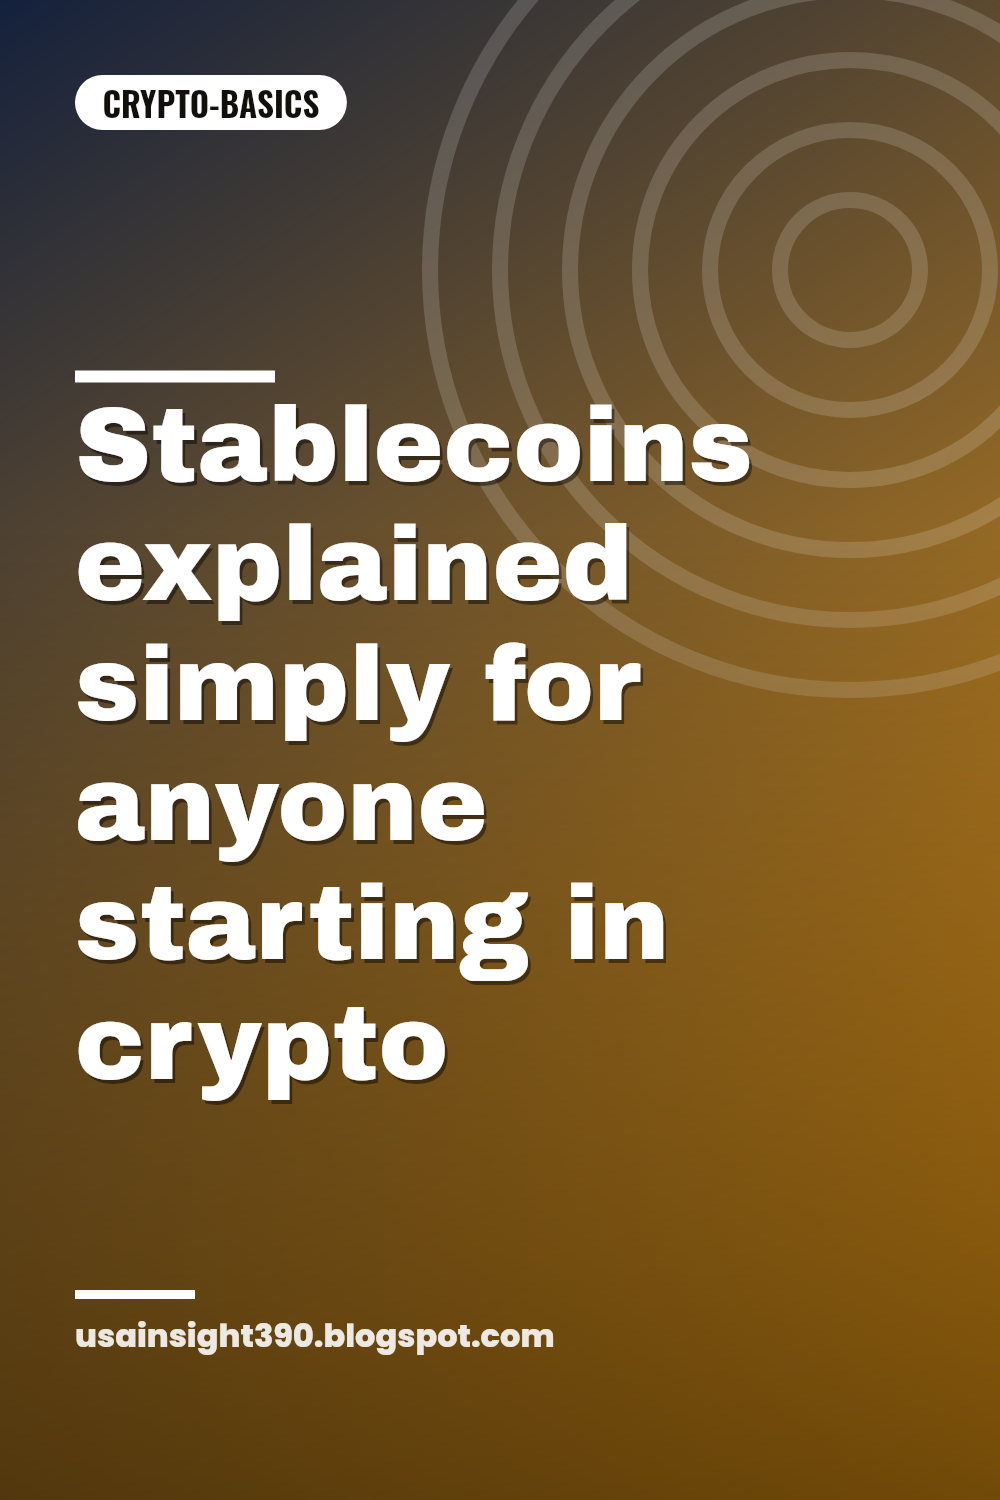 CRYPTO-BASICS
Stablecoins
explained
simply for
anyone
starting in
crypto
usainsight390.blogspot.com